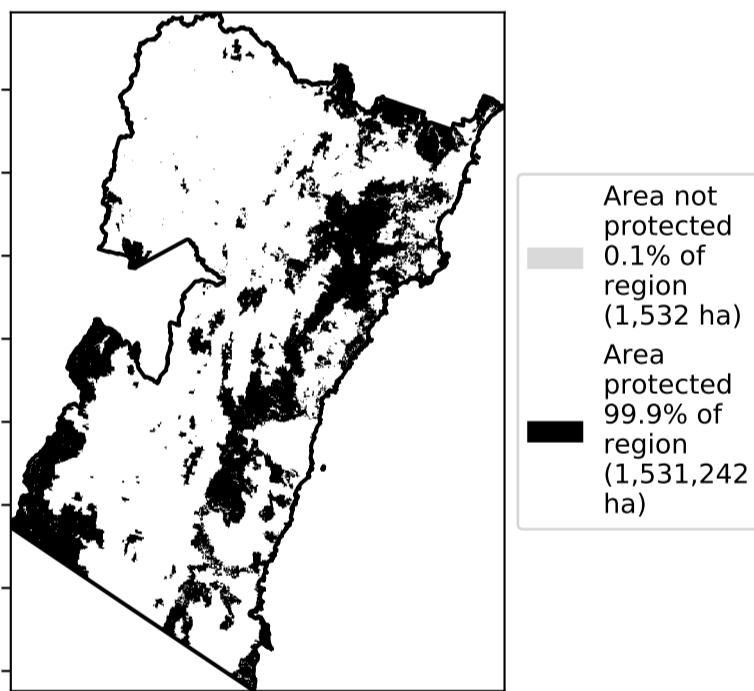 Area not
protected
0.1% of
region
(1,532 ha)
Area
protected
99.9% of
region
(1,531,242
ha)